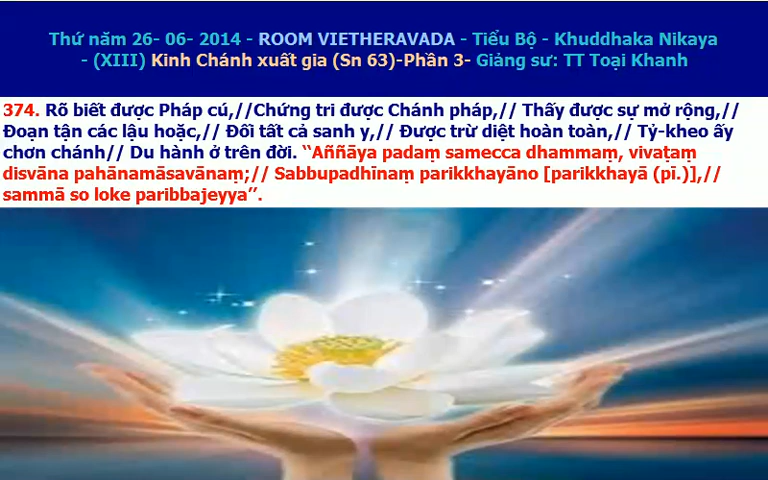 Thứ năm 26- 06- 2014 - ROOM VIETHERAVADA - Tiểu Bộ - Khuddhaka Nikaya
- (XIII) Kinh Chánh xuất gia (Sn 63)-Phần 3- Giảng sư: TT Toại Khanh
374. Rõ biết được Pháp cú,//Chứng tri được Chánh pháp,// Thấy được sự mở rộng,//
Đoạn tận các lậu hoặc,// Đối tất cả sanh y,// Được trừ diệt hoàn toàn,// Tỷ-kheo ấy
chơn chánh// Du hành ở trên đời. ‘‘Aññāya padaṃ samecca dhammaṃ, vivaṭaṃ
disvāna pahānamāsavānaṃ;// Sabbupadhīnaṃ parikkhayāno [parikkhayā (pī.)],//
sammā so loke paribbajeyya’’.